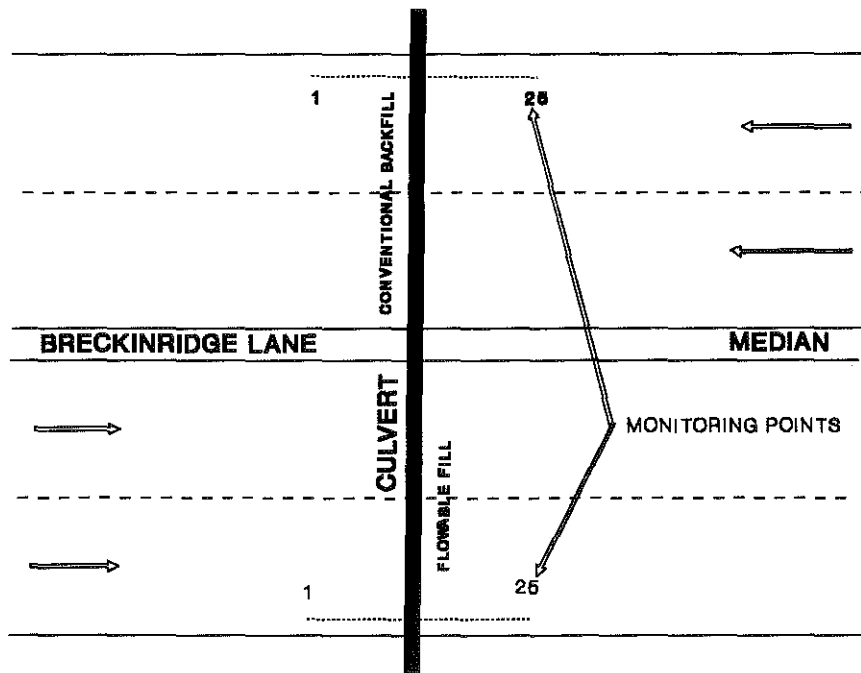 1
25
CONVENTIONAL BACKFILL
BRECKINRIDGE LANE
MEDIAN
CULVERT
MONITORING POINTS
FLOWABLE FILL
1
25